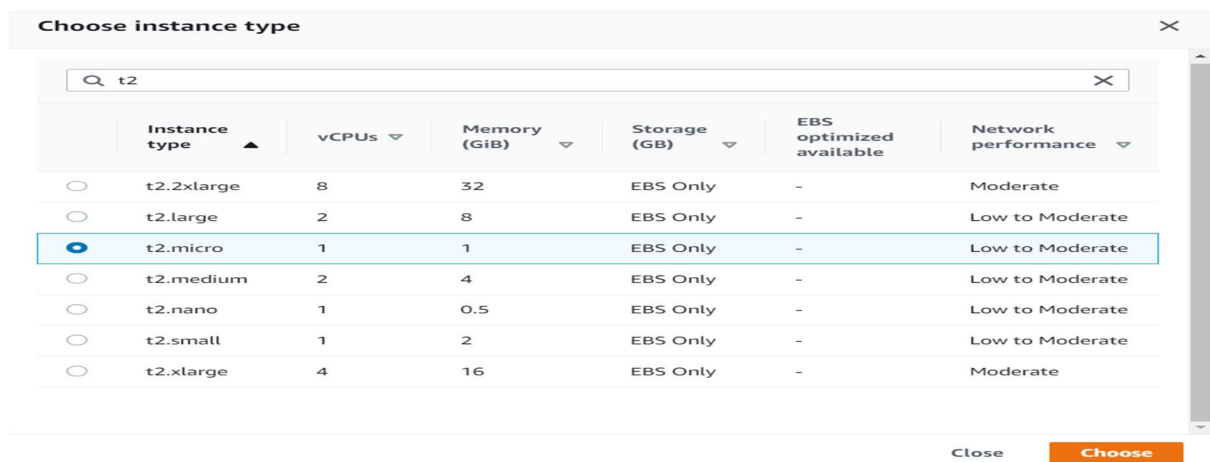 Choose instance type
t2
Instance type vCPUs Memory (GiB) Storage (GB) EBS optimized available Network performance
t2.2xlarge 8 32 EBS Only - Moderate
t2.large 2 8 EBS Only - Low to Moderate
t2.micro 1 1 EBS Only - Low to Moderate
t2.medium 2 4 EBS Only - Low to Moderate
t2.nano 1 0.5 EBS Only - Low to Moderate
t2.small 1 2 EBS Only - Low to Moderate
t2.xlarge 4 16 EBS Only - Moderate
Close Choose